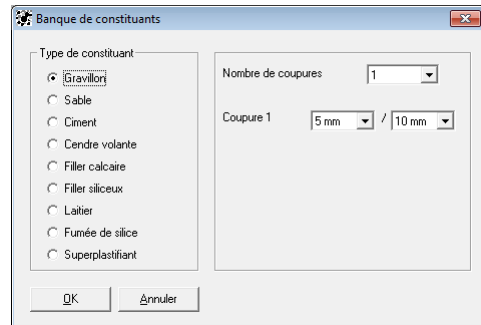 Banque de constituants
Type de constituant
Gravillon
Sable
Ciment
Cendre volante
Filler calcaire
Filler siliceux
Laitier
Fumée de silice
Superplastifiant
Nombre de coupures 1
Coupure 1 5 mm / 10 mm
OK Annuler